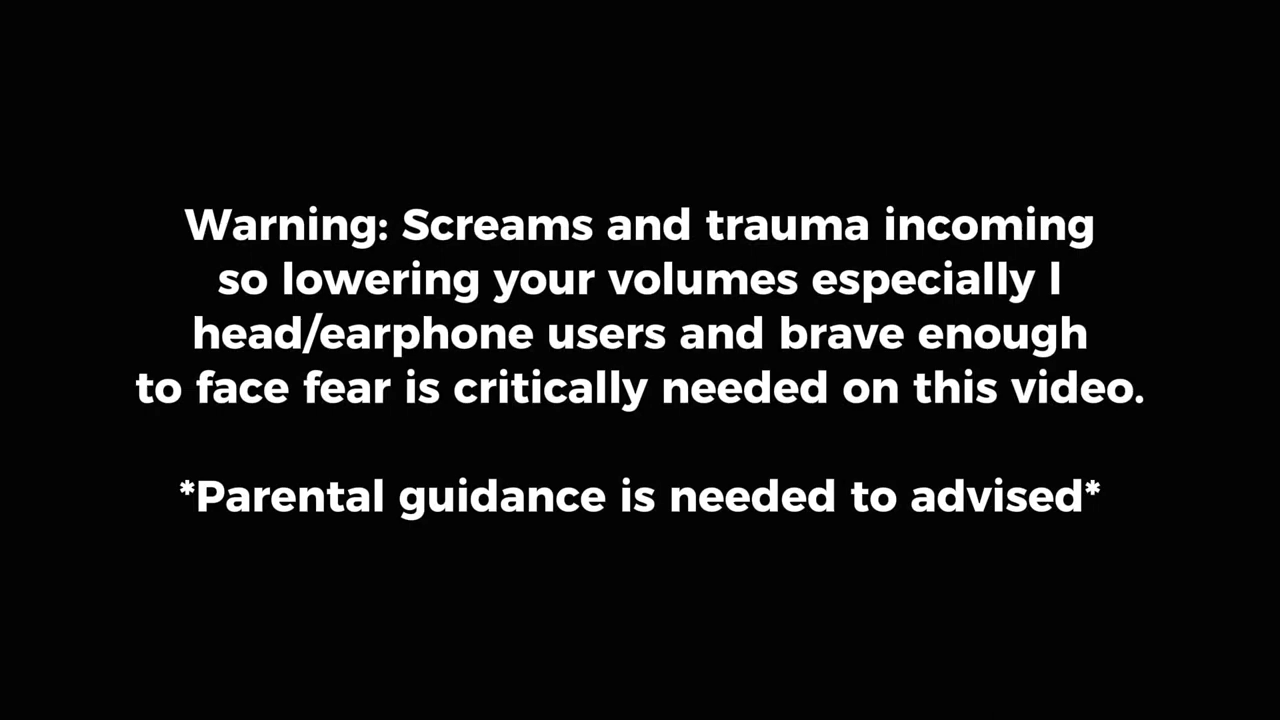 Warning: Screams and trauma incoming
so lowering your volumes especially l
head/earphone users and brave enough
to face fear is critically needed on this video.
*Parental guidance is needed to advised*